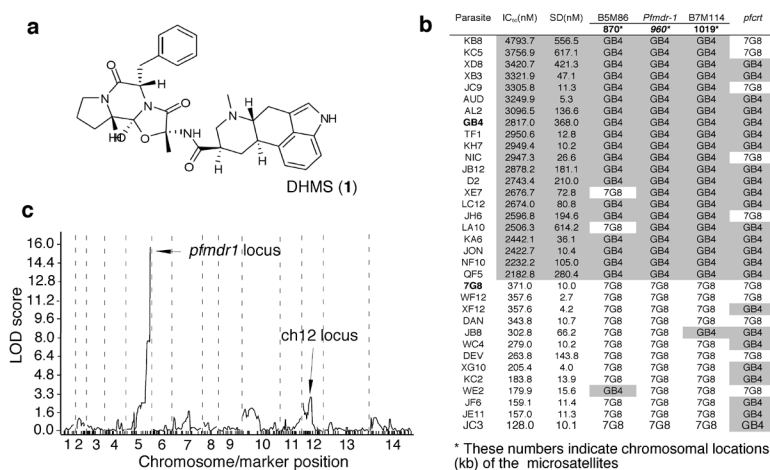 a
N
O
H
N
N
O
HO
O
NH
O
N
H
H
NH
DHMS (1)
b
Parasite IC50(nM) SD(nM) B5M86 Pfmdr-1 B7M114 pfcrt
870* 960* 1019*
KB8 4793.7 556.5 GB4 GB4 GB4 7G8
KC5 3756.9 617.1 GB4 GB4 GB4 7G8
XD8 3420.7 421.3 GB4 GB4 GB4 GB4
XB3 3321.9 47.1 GB4 GB4 GB4 GB4
JC9 3305.8 11.3 GB4 GB4 GB4 7G8
AUD 3249.9 5.3 GB4 GB4 GB4 GB4
AL2 3096.5 136.6 GB4 GB4 GB4 GB4
GB4 2817.0 368.0 GB4 GB4 GB4 GB4
TF1 2950.6 12.8 GB4 GB4 GB4 GB4
KH7 2949.4 10.2 GB4 GB4 GB4 GB4
NIC 2947.3 26.6 GB4 GB4 GB4 7G8
JB12 2878.2 181.1 GB4 GB4 GB4 GB4
D2 2743.4 210.0 GB4 GB4 GB4 GB4
XE7 2676.7 72.8 7G8 GB4 GB4 GB4
LC12 2674.0 80.8 GB4 GB4 GB4 GB4
JH6 2596.8 194.6 GB4 GB4 GB4 7G8
LA10 2506.3 614.2 7G8 GB4 GB4 GB4
KA6 2442.1 36.1 GB4 GB4 GB4 GB4
JON 2422.7 10.4 GB4 GB4 GB4 GB4
NF10 2232.2 105.0 GB4 GB4 GB4 GB4
QF5 2182.8 280.4 GB4 GB4 GB4 GB4
7G8 371.0 10.0 7G8 7G8 7G8 7G8
WF12 357.6 2.7 7G8 7G8 7G8 7G8
XF12 357.6 4.2 7G8 7G8 7G8 GB4
DAN 343.8 10.7 7G8 7G8 7G8 7G8
JB8 302.8 66.2 7G8 7G8 GB4 GB4
WC4 279.0 10.2 7G8 7G8 7G8 GB4
DEV 263.8 143.8 7G8 7G8 7G8 7G8
XG10 205.4 4.0 7G8 7G8 7G8 GB4
KC2 183.8 13.9 7G8 7G8 7G8 GB4
WE2 179.9 15.6 GB4 7G8 7G8 7G8
JF6 159.1 11.4 7G8 7G8 7G8 GB4
JE11 157.0 11.3 7G8 7G8 7G8 GB4
JC3 128.0 10.1 7G8 7G8 7G8 GB4
* These numbers indicate chromosomal locations
(kb) of the microsatellites
c
LOD score
16.0
14.4
12.8
11.2
9.6
8.0
6.4
4.8
3.2
1.6
0.0
pfmdr1 locus
ch12 locus
1 2 3 4 5 6 7 8 9 10 11 12 13 14
Chromosome/marker position